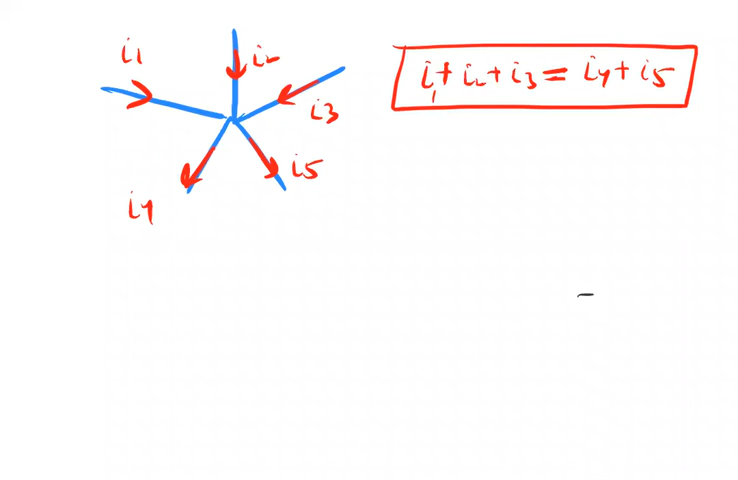 i1
i2
i3
i4
i5
i1 + i2 + i3 = i4 + i5